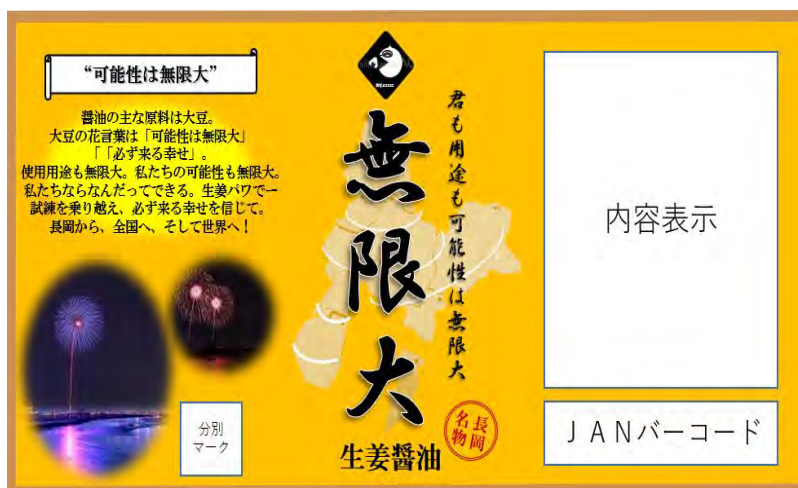 “可能性は無限大”
醤油の主な原料は大豆。
大豆の花言葉は「可能性は無限大」
「「必ず来る幸せ」。
使用用途も無限大。私たちの可能性も無限大。
私たちならなんだってできる。生姜パワで一
試練を乗り越え、必ず来る幸せを信じて。
長岡から、全国へ、そして世界へ！
分別
マーク
君も用途も可能性は無限大
無限大
生姜醤油
長岡
名物
内容表示
ＪＡＮバーコード